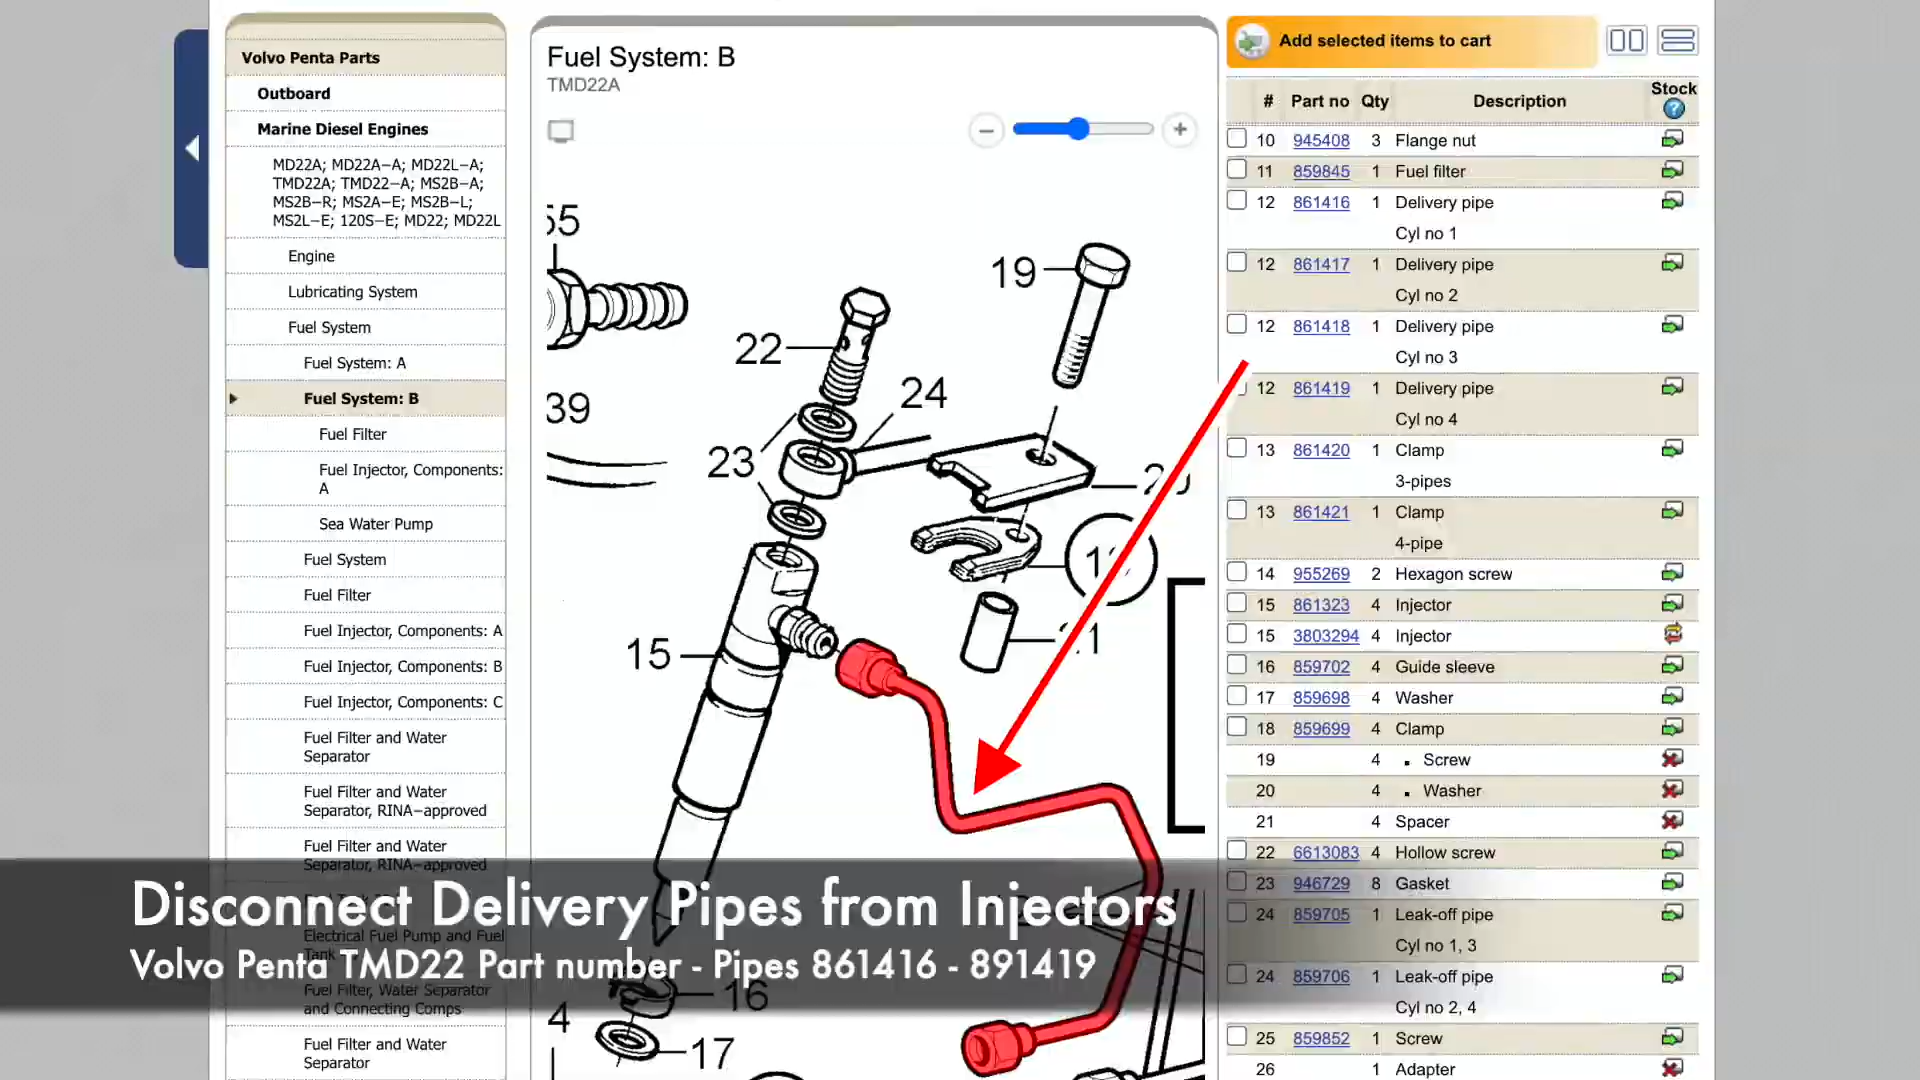 Volvo Penta Parts
Outboard
Marine Diesel Engines
MD22A; MD22A-A; MD22L-A;
TMD22A; TMD22-A; MS2B-A;
MS2B-R; MS2A-E; MS2B-L;
MS2L-E; 120S-E; MD22; MD22L
Engine
Lubricating System
Fuel System
Fuel System: A
Fuel System: B
Fuel Filter
Fuel Injector, Components:
A
Sea Water Pump
Fuel System
Fuel Filter
Fuel Injector, Components: A
Fuel Injector, Components: B
Fuel Injector, Components: C
Fuel Filter and Water
Separator
Fuel Filter and Water
Separator, RINA-approved
Fuel Filter and Water
Separator, RINA-approved
Electrical Fuel Pump and Fuel
Fuel Filter, Water Separator
and Connecting Comps
Fuel Filter and Water
Separator
Fuel System: B
TMD22A
55
19
22
24
39
23
15
16
4
17
Add selected items to cart
# Part no Qty Description Stock
10 945408 3 Flange nut
11 859845 1 Fuel filter
12 861416 1 Delivery pipe
Cyl no 1
12 861417 1 Delivery pipe
Cyl no 2
12 861418 1 Delivery pipe
Cyl no 3
12 861419 1 Delivery pipe
Cyl no 4
13 861420 1 Clamp
3-pipes
13 861421 1 Clamp
4-pipe
14 955269 2 Hexagon screw
15 861323 4 Injector
15 3803294 4 Injector
16 859702 4 Guide sleeve
17 859698 4 Washer
18 859699 4 Clamp
19 4 Screw
20 4 Washer
21 4 Spacer
22 6613083 4 Hollow screw
23 946729 8 Gasket
24 859705 1 Leak-off pipe
Cyl no 1, 3
24 859706 1 Leak-off pipe
Cyl no 2, 4
25 859852 1 Screw
26 1 Adapter
Disconnect Delivery Pipes from Injectors
Volvo Penta TMD22 Part number - Pipes 861416 - 891419